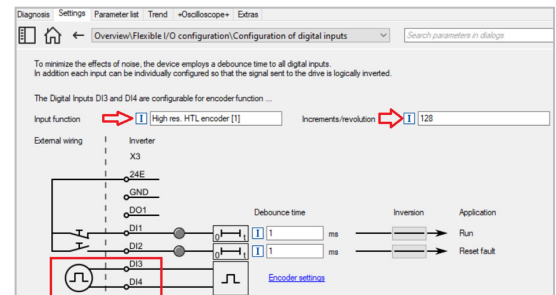 Diagnosis Settings Parameter list Trend +Oscilloscope+ Extras
Overview\Flexible I/O configuration\Configuration of digital inputs Search parameters in dialogs
To minimize the effects of noise, the device employs a debounce time to all digital inputs.
In addition each input can be individually configured so that the signal sent to the drive is logically inverted.
The Digital Inputs DI3 and DI4 are configurable for encoder function ...
Input function I High res. HTL encoder [1] Increments/revolution I 128
External wiring Inverter
X3
24E
GND
DO1 Debounce time Inversion Application
DI1 0 t I 1 ms Run
DI2 0 t I 1 ms Reset fault
DI3
Encoder settings
DI4